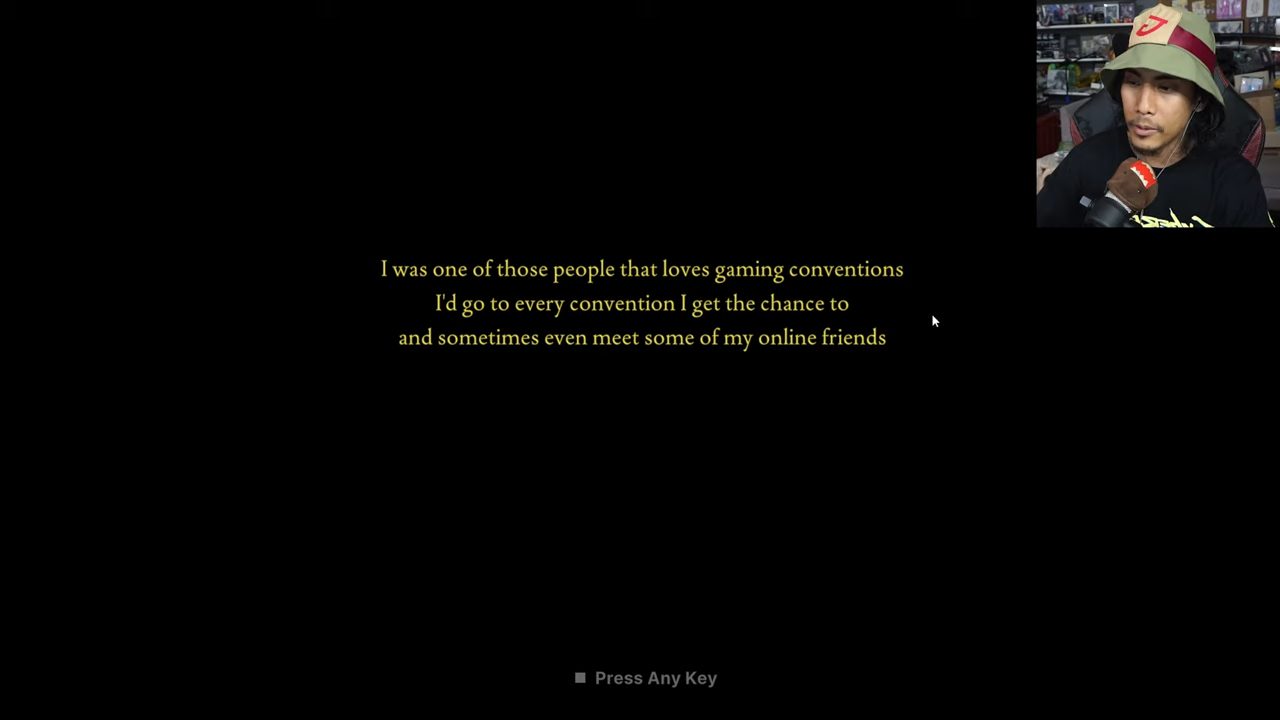 I was one of those people that loves gaming conventions
I'd go to every convention I get the chance to
and sometimes even meet some of my online friends
Press Any Key